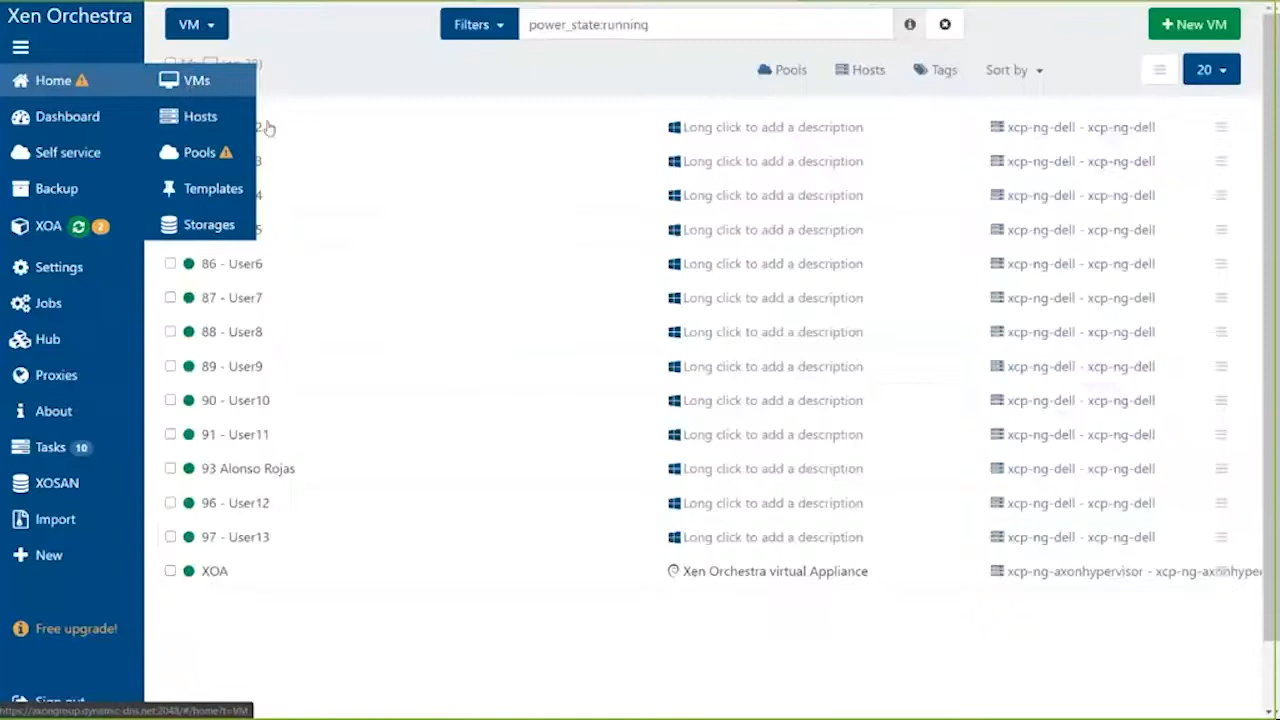 Xen Orchestra
VM
Filters
power_state:running
New VM
Pools
Hosts
Tags
Sort by
20
Home
Dashboard
Self service
Backup
XOA
2
Settings
Jobs
Hub
Proxies
About
Tasks 10
XOSAN
Import
New
Free upgrade!
Sign out
VMs
Hosts
Pools
Templates
Storages
2 Long click to add a description xcp-ng-dell - xcp-ng-dell
3 Long click to add a description xcp-ng-dell - xcp-ng-dell
4 Long click to add a description xcp-ng-dell - xcp-ng-dell
5 Long click to add a description xcp-ng-dell - xcp-ng-dell
86 - User6 Long click to add a description xcp-ng-dell - xcp-ng-dell
87 - User7 Long click to add a description xcp-ng-dell - xcp-ng-dell
88 - User8 Long click to add a description xcp-ng-dell - xcp-ng-dell
89 - User9 Long click to add a description xcp-ng-dell - xcp-ng-dell
90 - User10 Long click to add a description xcp-ng-dell - xcp-ng-dell
91 - User11 Long click to add a description xcp-ng-dell - xcp-ng-dell
93 Alonso Rojas Long click to add a description xcp-ng-dell - xcp-ng-dell
96 - User12 Long click to add a description xcp-ng-dell - xcp-ng-dell
97 - User13 Long click to add a description xcp-ng-dell - xcp-ng-dell
XOA Xen Orchestra virtual Appliance xcp-ng-axonhypervisor - xcp-ng-axonhype